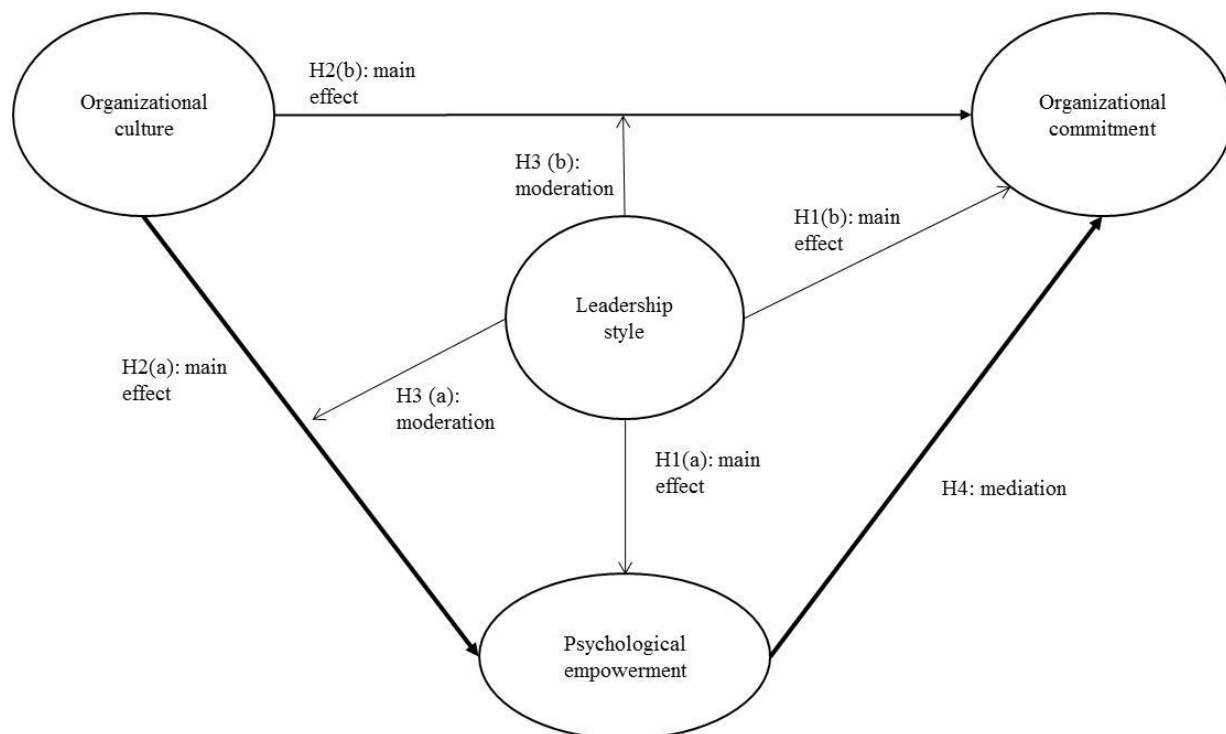 Organizational
culture
H2(b): main
effect
Organizational
commitment
H3 (b):
moderation
H1(b): main
effect
Leadership
style
H2(a): main
effect
H3 (a):
moderation
H1(a): main
effect
H4: mediation
Psychological
empowerment